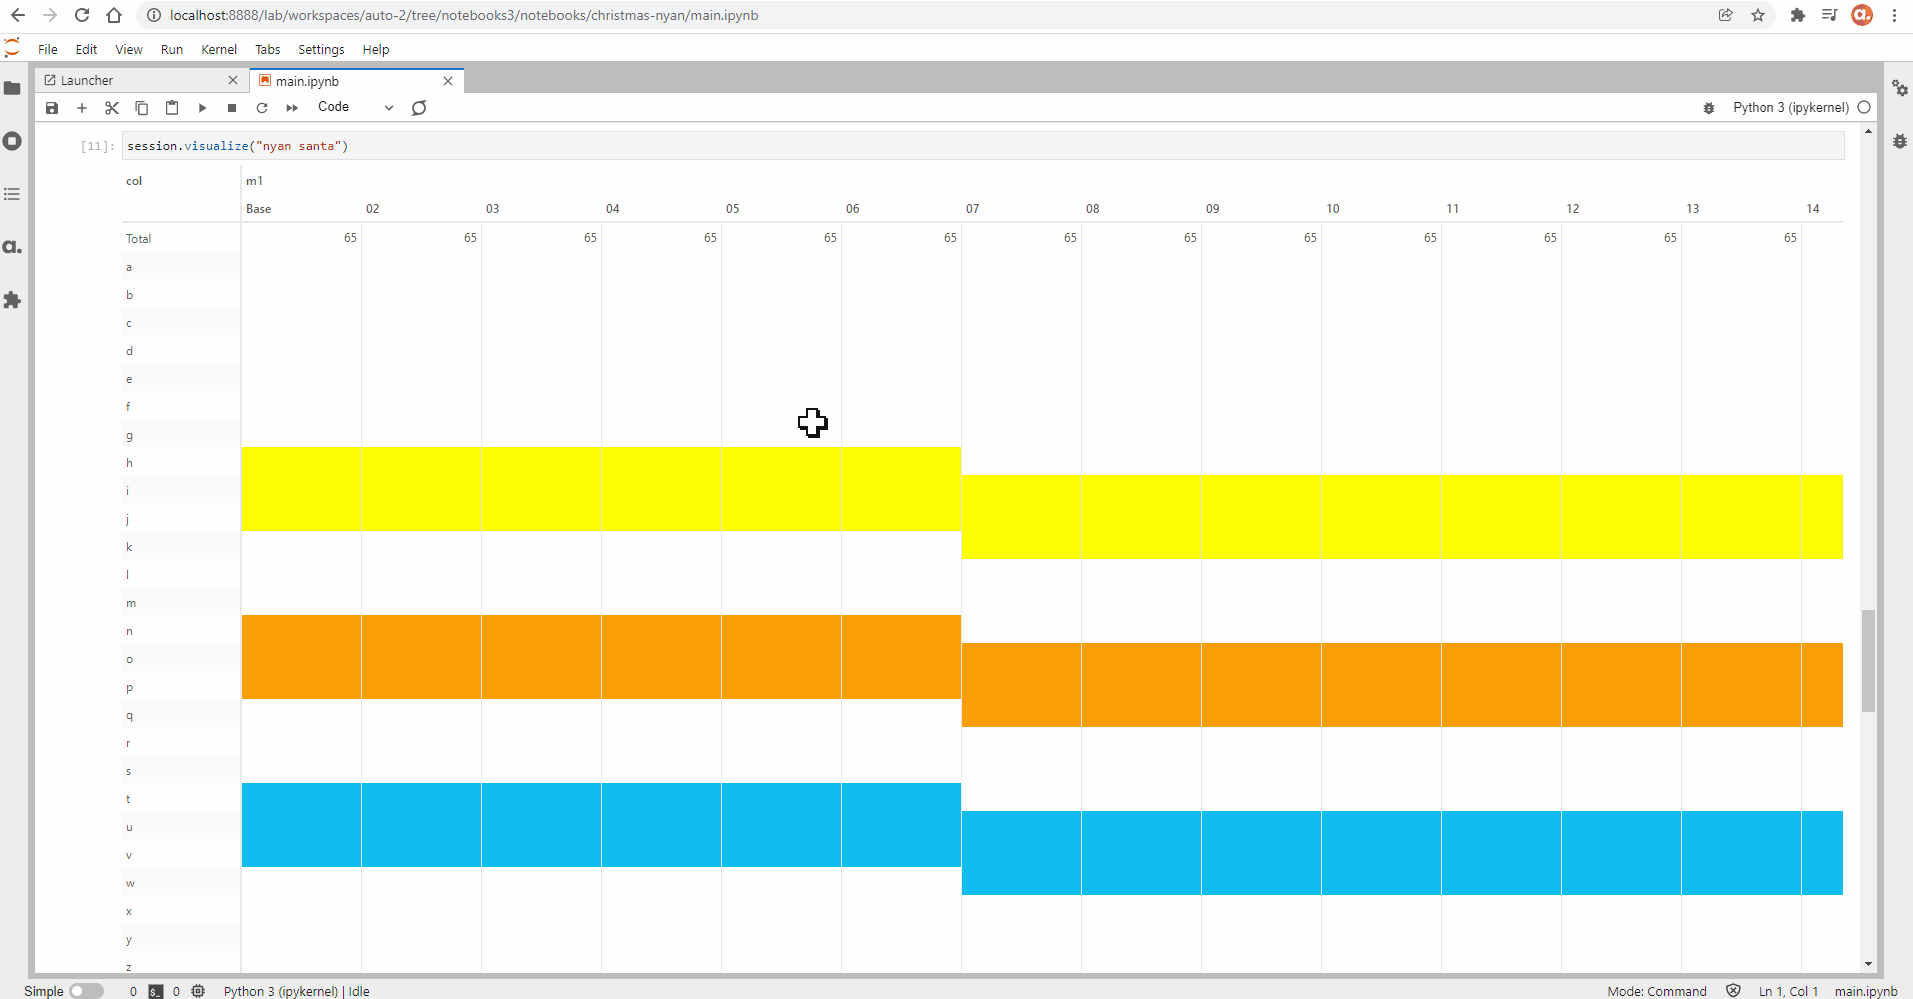 localhost:8888/lab/workspaces/auto-2/tree/notebooks3/notebooks/christmas-nyan/main.ipynb
a.
File Edit View Run Kernel Tabs Settings Help
Launcher
main.ipynb
Code
Python 3 (ipykernel)
[11]: session.visualize("nyan santa")
col m1
Base 02 03 04 05 06 07 08 09 10 11 12 13 14
Total 65 65 65 65 65 65 65 65 65 65 65 65 65
a.
a
b
c
d
e
f
g
h
i
j
k
l
m
n
o
p
q
r
s
t
u
v
w
x
y
z
Simple 0 $_ 0 Python 3 (ipykernel) | Idle Mode: Command Ln 1, Col 1 main.ipynb